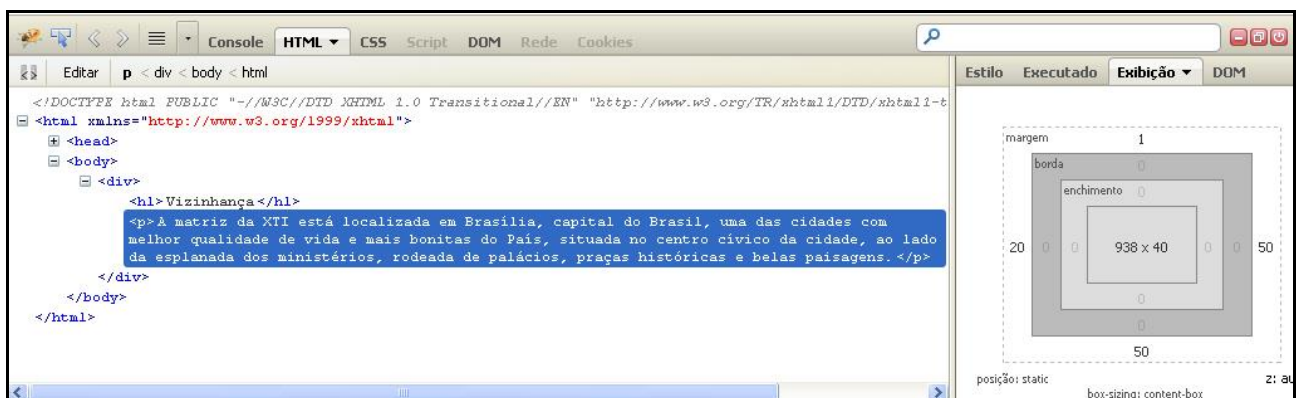 Console HTML CSS Script DOM Rede Cookies
Editar p < div < body < html
Estilo Executado Exibição DOM
<!DOCTYPE html PUBLIC "-//W3C//DTD XHTML 1.0 Transitional//EN" "http://www.w3.org/TR/xhtml1/DTD/xhtml1-t
<html xmlns="http://www.w3.org/1999/xhtml">
<head>
<body>
<div>
<h1>Vizinhança</h1>
<p>A matriz da XTI está localizada em Brasília, capital do Brasil, uma das cidades com
melhor qualidade de vida e mais bonitas do País, situada no centro cívico da cidade, ao lado
da esplanada dos ministérios, rodeada de palácios, praças históricas e belas paisagens.</p>
</div>
</body>
</html>
margem 1
borda 0
enchimento 0
20 0 0 938 x 40 0 0 50
0
0
50
posição: static z: au
box-sizing: content-box